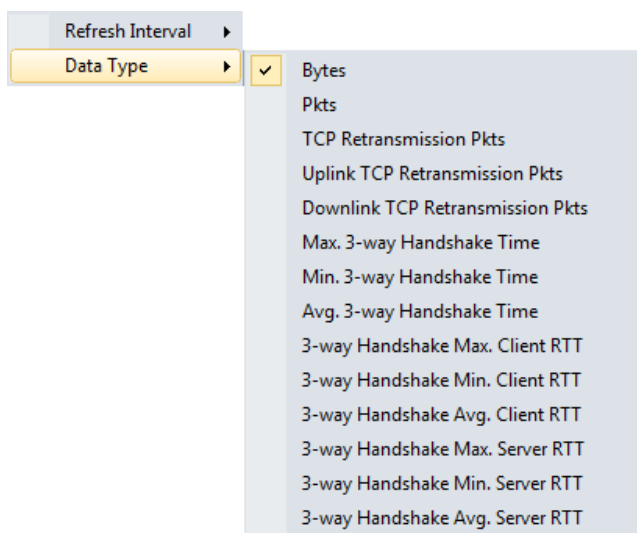 Refresh Interval
Data Type
Bytes
Pkts
TCP Retransmission Pkts
Uplink TCP Retransmission Pkts
Downlink TCP Retransmission Pkts
Max. 3-way Handshake Time
Min. 3-way Handshake Time
Avg. 3-way Handshake Time
3-way Handshake Max. Client RTT
3-way Handshake Min. Client RTT
3-way Handshake Avg. Client RTT
3-way Handshake Max. Server RTT
3-way Handshake Min. Server RTT
3-way Handshake Avg. Server RTT